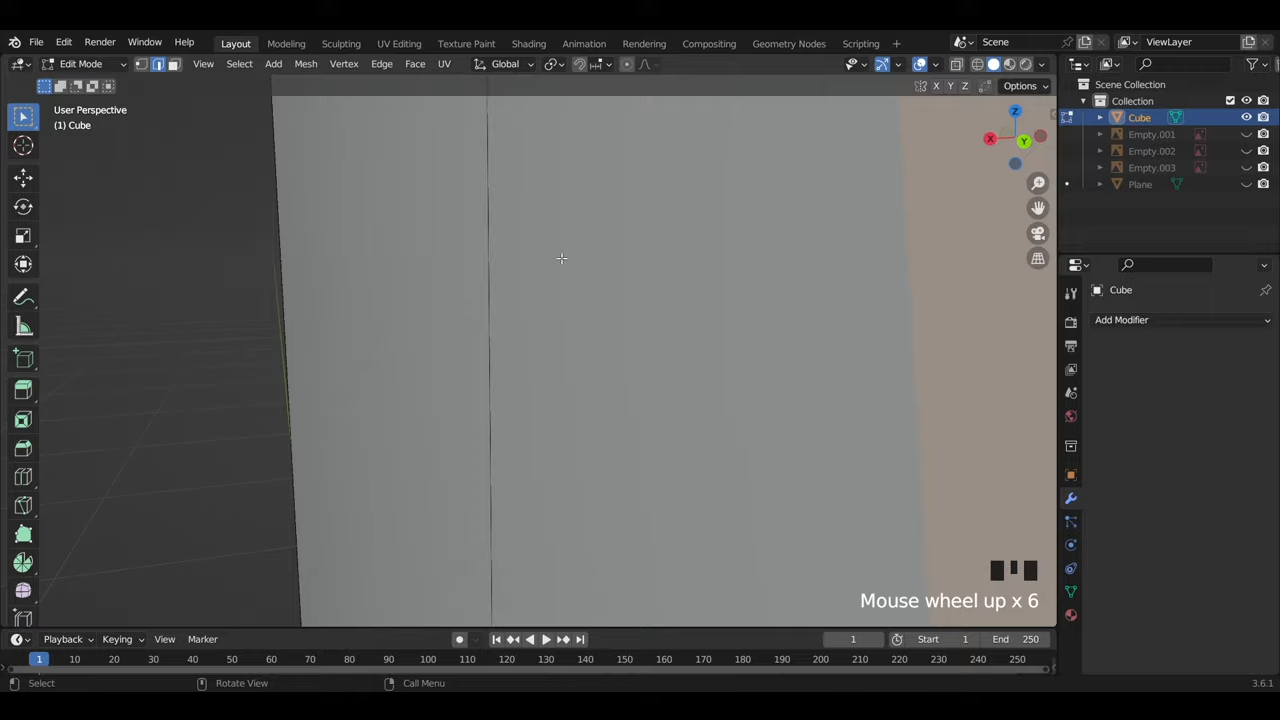 File Edit Render Window Help Layout Modeling Sculpting UV Editing Texture Paint Shading Animation Rendering Compositing Geometry Nodes Scripting + Scene ViewLayer
Edit Mode View Select Add Mesh Vertex Edge Face UV Global
X Y Z Options
User Perspective
(1) Cube
Z
X
Y
Scene Collection
Collection
Cube
Empty.001
Empty.002
Empty.003
Plane
Cube
Add Modifier
Mouse wheel up x 6
Playback Keying View Marker 1 Start 1 End 250
1 10 20 30 40 50 60 70 80 90 100 110 120 130 140 150 160 170 180 190 200 210 220 230 240 250
Select Rotate View Call Menu 3.6.1